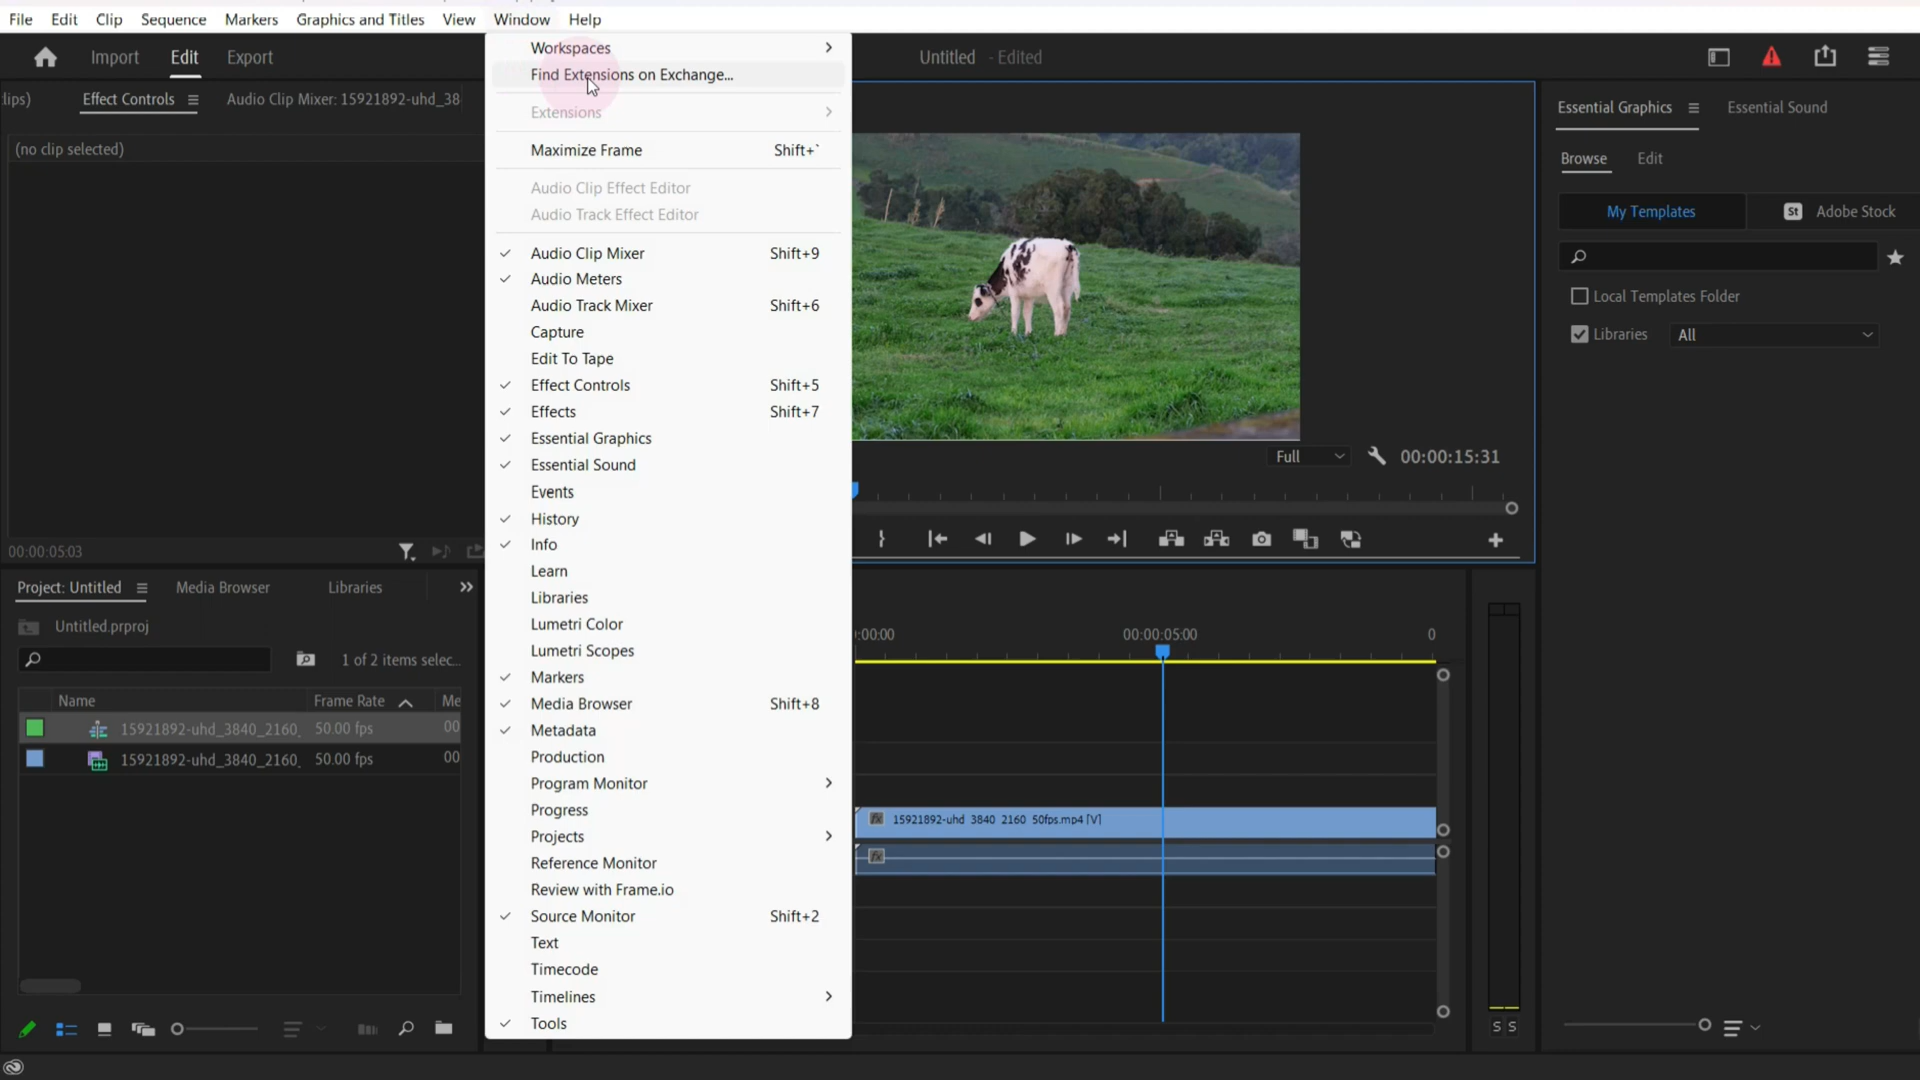 File Edit Clip Sequence Markers Graphics and Titles View Window Help
Import Edit Export
Untitled - Edited
lips) Effect Controls Audio Clip Mixer: 15921892-uhd_38
(no clip selected)
00:00:05:03
Workspaces
Find Extensions on Exchange...
Extensions
Maximize Frame Shift+`
Audio Clip Effect Editor
Audio Track Effect Editor
Audio Clip Mixer Shift+9
Audio Meters
Audio Track Mixer Shift+6
Capture
Edit To Tape
Effect Controls Shift+5
Effects Shift+7
Essential Graphics
Essential Sound
Events
History
Info
Learn
Libraries
Lumetri Color
Lumetri Scopes
Markers
Media Browser Shift+8
Metadata
Production
Program Monitor
Progress
Projects
Reference Monitor
Review with Frame.io
Source Monitor Shift+2
Text
Timecode
Timelines
Tools
Full 00:00:15:31
Essential Graphics Essential Sound
Browse Edit
My Templates St Adobe Stock
Local Templates Folder
Libraries All
Project: Untitled Media Browser Libraries
Untitled.prproj
1 of 2 items selec...
Name Frame Rate Me
15921892-uhd_3840_2160_ 50.00 fps 00
15921892-uhd_3840_2160_ 50.00 fps 00
:00:00 00:00:05:00 0
fx 15921892-uhd_3840_2160_50fps.mp4 [V]
fx
S S